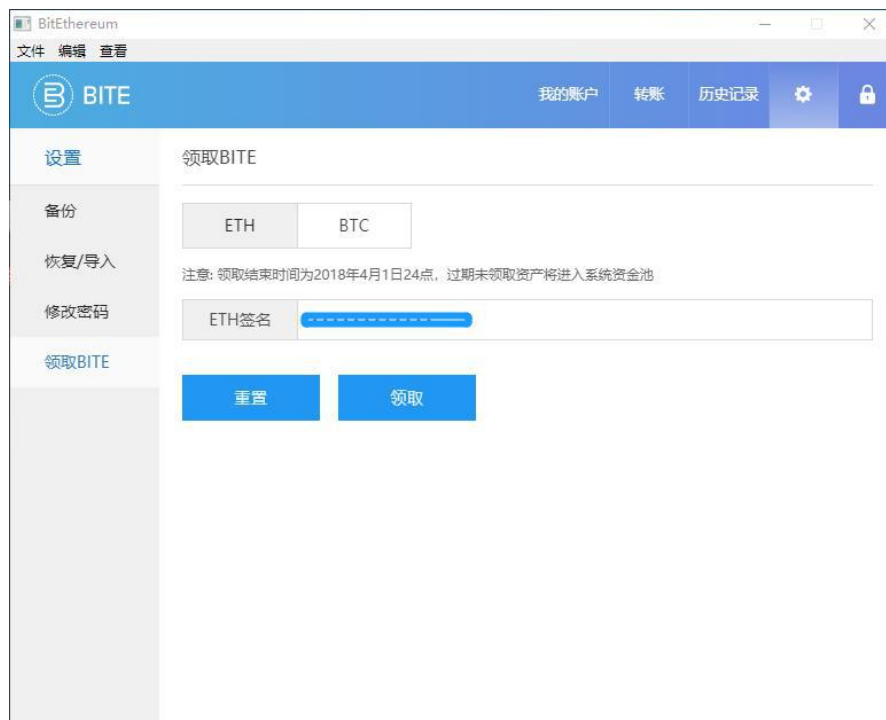 BitEthereum
文件 编辑 查看
BITE 我的账户 转账 历史记录
设置
备份
恢复/导入
修改密码
领取BITE
领取BITE
ETH BTC
注意: 领取结束时间为2018年4月1日24点，过期未领取资产将进入系统资金池
ETH签名
重置 领取